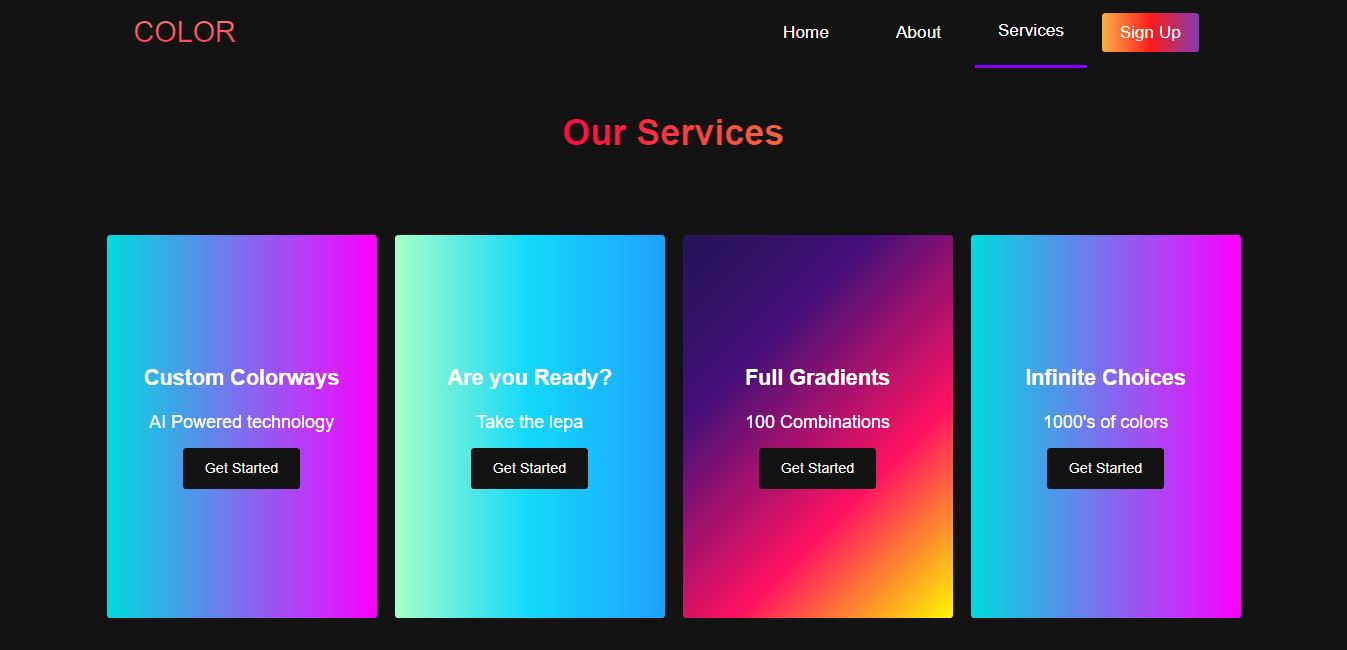 COLOR
Home
About
Services
Sign Up
Our Services
Custom Colorways
AI Powered technology
Get Started
Are you Ready?
Take the lepa
Get Started
Full Gradients
100 Combinations
Get Started
Infinite Choices
1000's of colors
Get Started